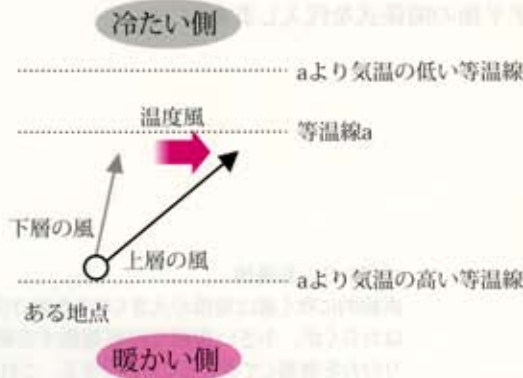 冷たい側
aより気温の低い等温線
温度風
等温線a
下層の風
上層の風
aより気温の高い等温線
ある地点
暖かい側